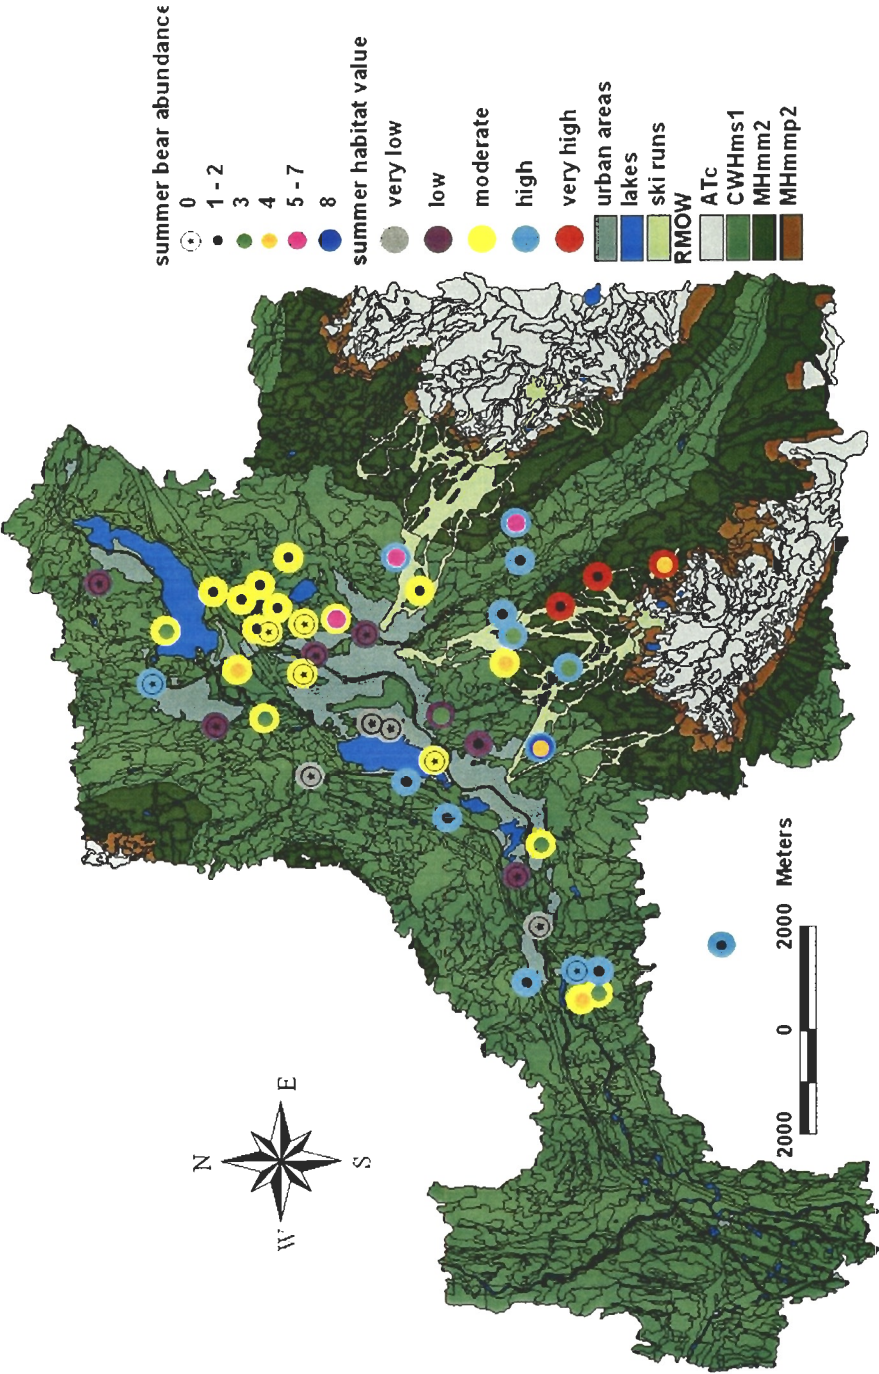 summer bear abundance
0
1 - 2
3
4
5 - 7
8
summer habitat value
very low
low
moderate
high
very high
urban areas
lakes
ski runs
RMOW
ATc
CWHms1
MHmm2
MHmmp2
N
W
E
S
2000
0
2000 Meters